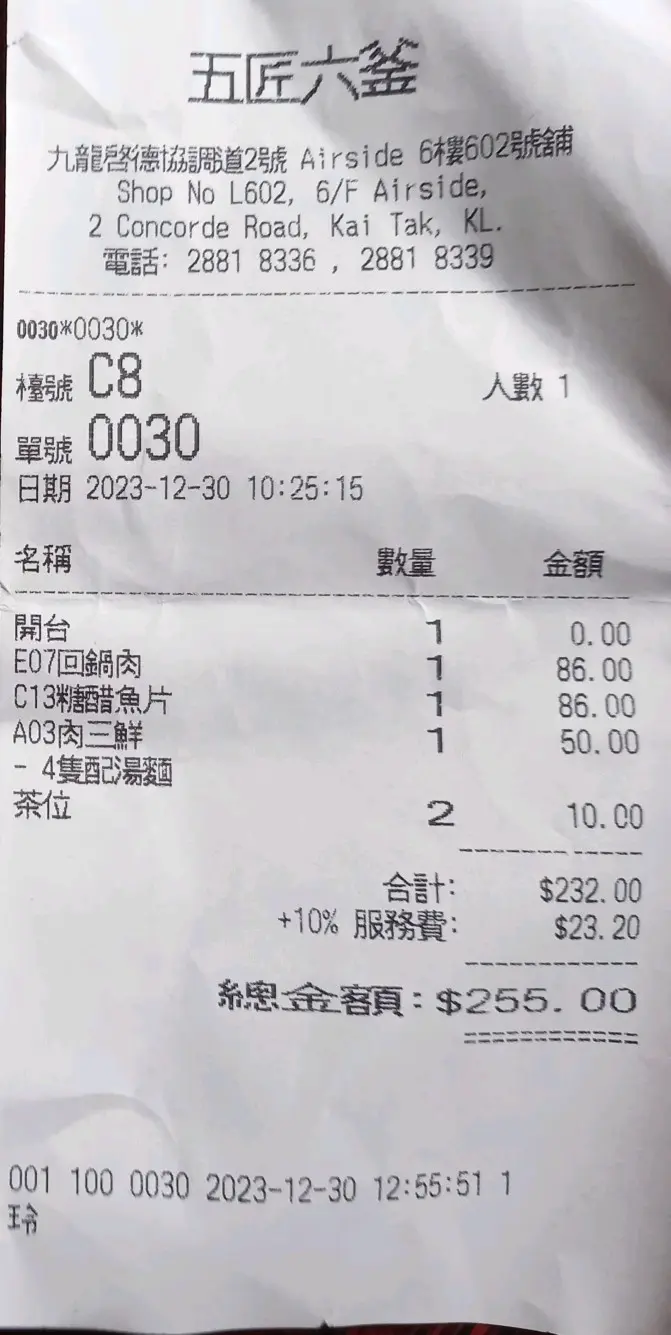 五匠六釜
九龍啓德協調道2號 Airside 6樓602號舖
Shop No L602, 6/F Airside,
2 Concorde Road, Kai Tak, KL.
電話: 2881 8336 , 2881 8339
0030*0030*
檯號 C8 人數 1
單號 0030
日期 2023-12-30 10:25:15
名稱 數量 金額
開台 1 0.00
E07回鍋肉 1 86.00
C13糖醋魚片 1 86.00
A03肉三鮮 1 50.00
- 4隻配湯麵
茶位 2 10.00
合計: $232.00
+10% 服務費: $23.20
總金額: $255.00
001 100 0030 2023-12-30 12:55:51 1
玲